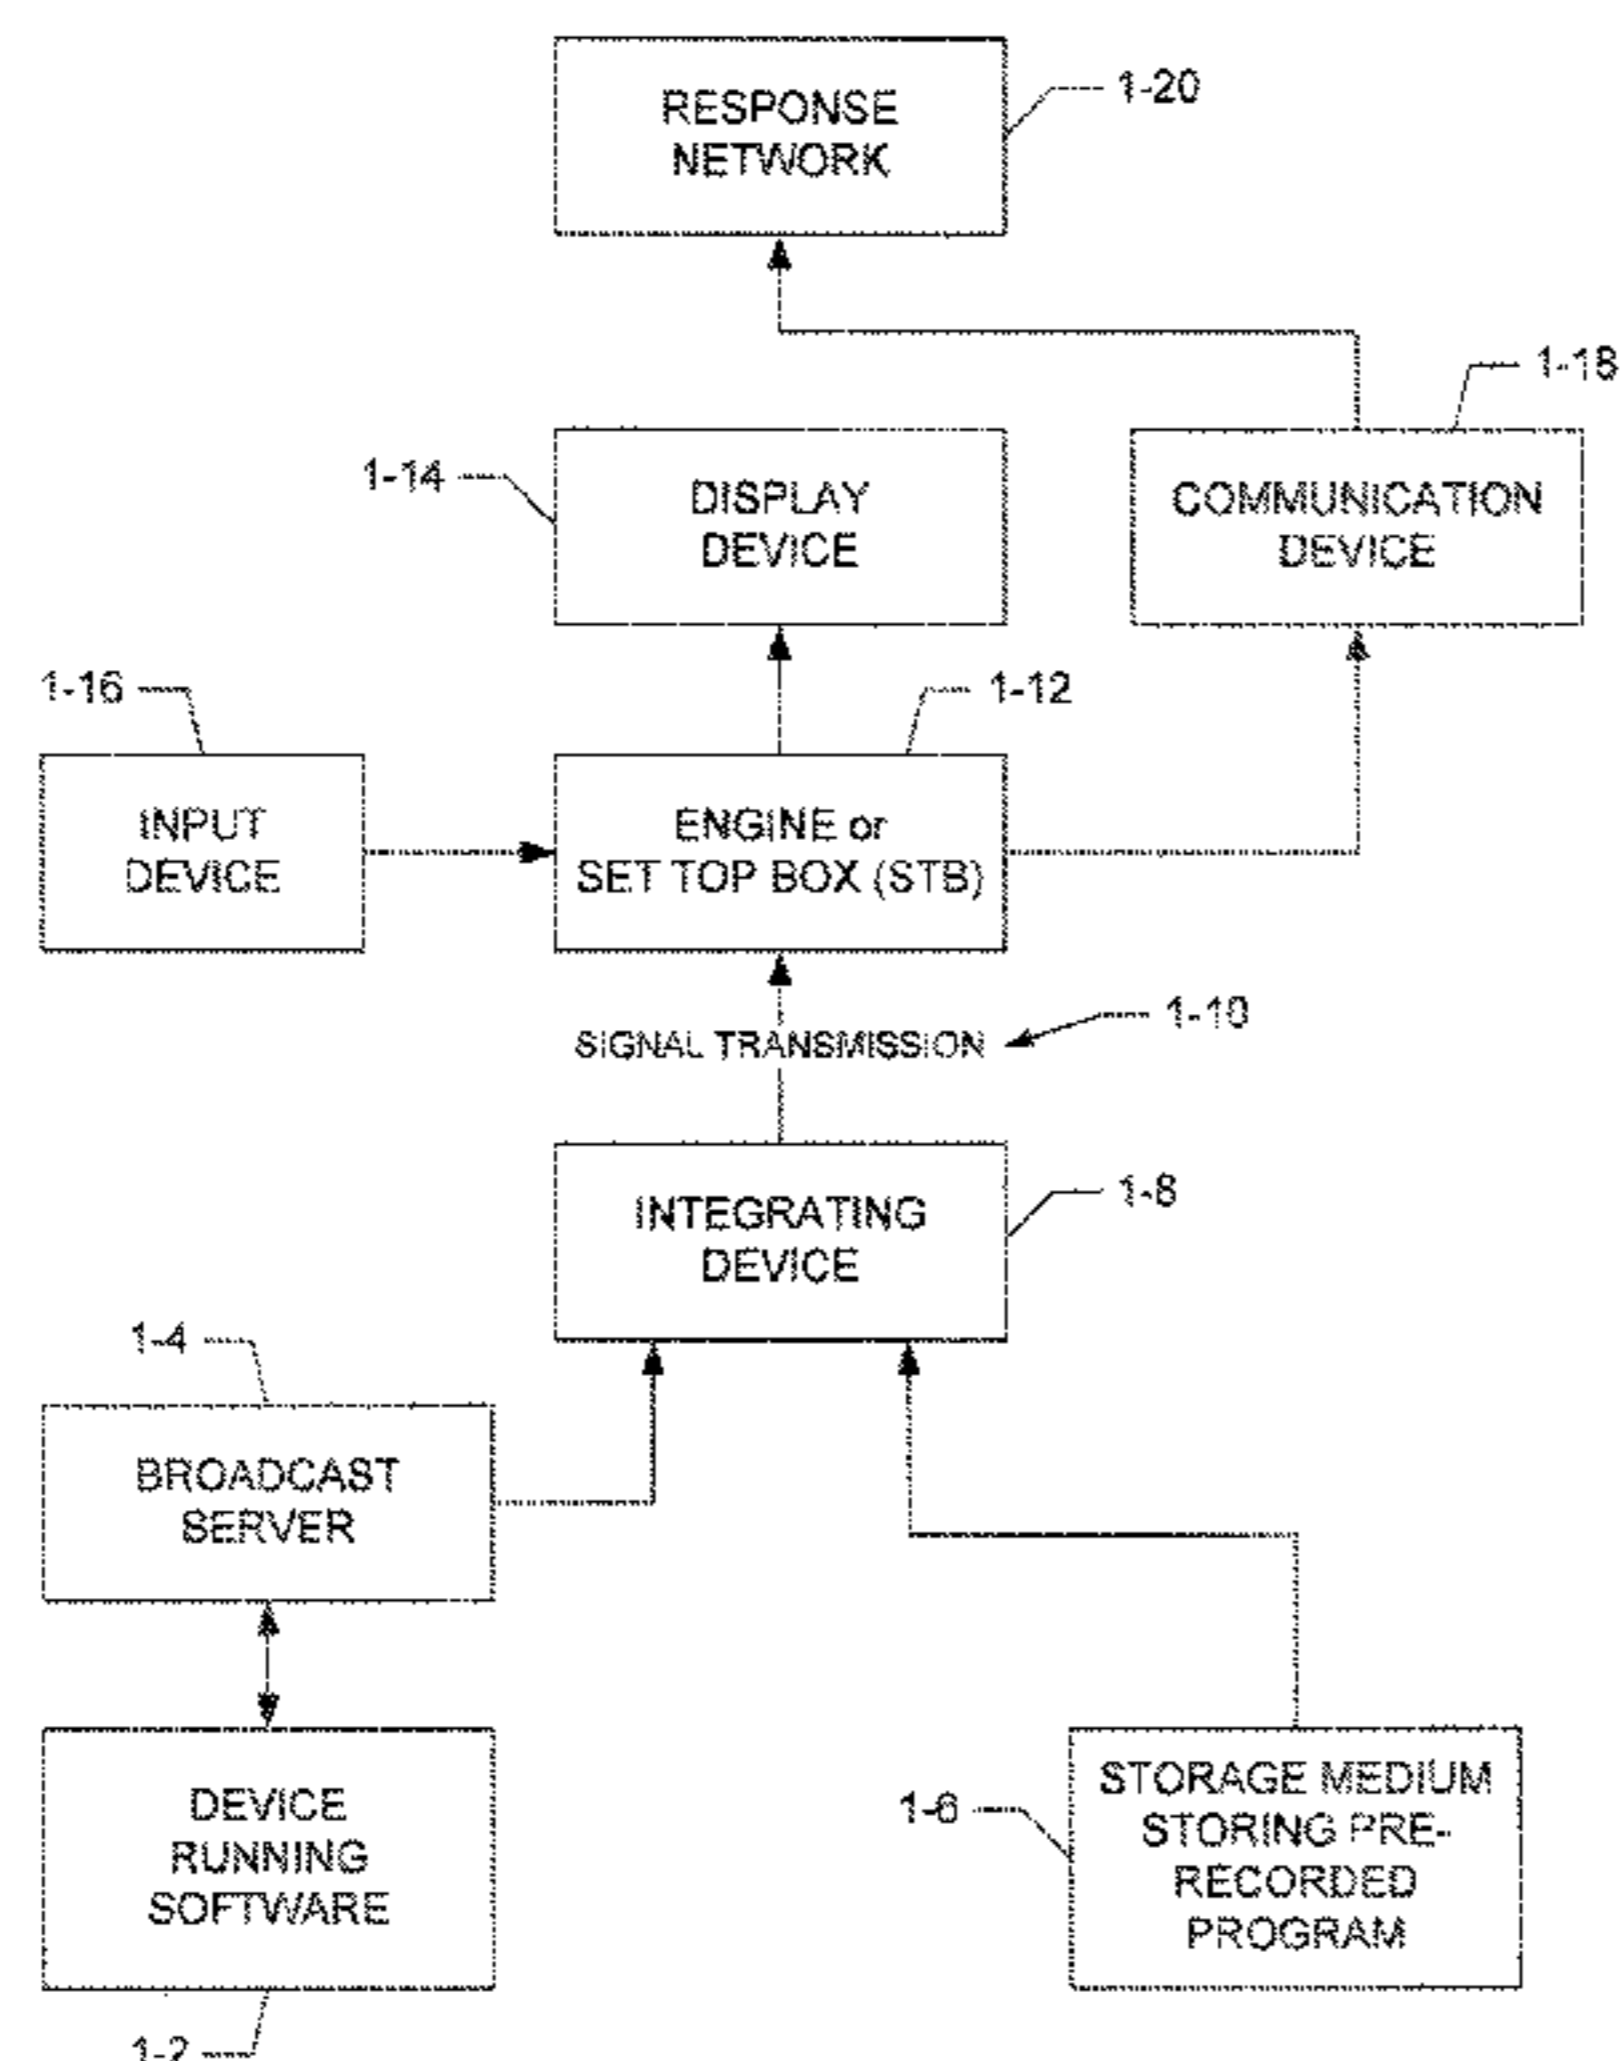 RESPONSE
NETWORK
1-20
1-18
1-14
DISPLAY
DEVICE
COMMUNICATION
DEVICE
1-16
1-12
INPUT
DEVICE
ENGINE or
SET TOP BOX (STB)
1-10
SIGNAL TRANSMISSION
1-8
INTEGRATING
DEVICE
1-4
BROADCAST
SERVER
DEVICE
RUNNING
SOFTWARE
1-6
STORAGE MEDIUM
STORING PRE-
RECORDED
PROGRAM
1-2